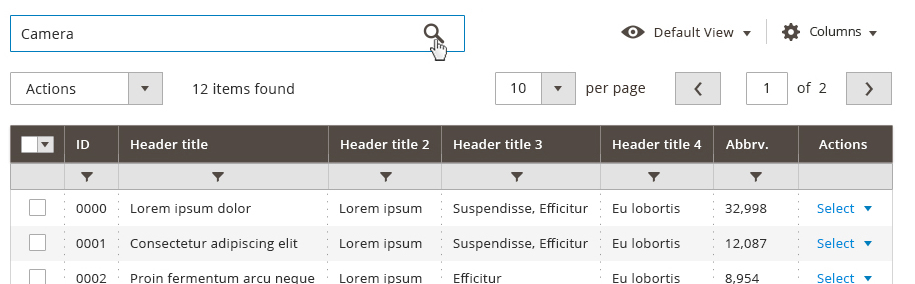 Camera
Default View
Columns
Actions
12 items found
10
per page
1
of 2
ID Header title Header title 2 Header title 3 Header title 4 Abbrv. Actions
0000 Lorem ipsum dolor Lorem ipsum Suspendisse, Efficitur Eu lobortis 32,998 Select
0001 Consectetur adipiscing elit Lorem ipsum Suspendisse, Efficitur Eu lobortis 12,087 Select
0002 Proin fermentum arcu neque Lorem ipsum Efficitur Eu lobortis 8,954 Select